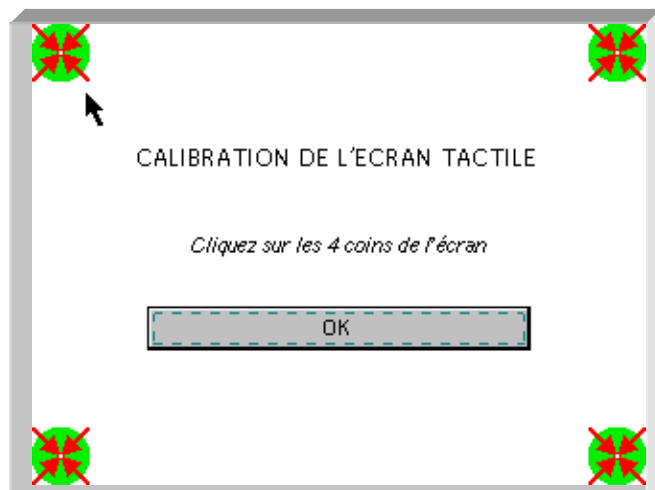 CALIBRATION DE L'ECRAN TACTILE
Cliquez sur les 4 coins de l'écran
OK